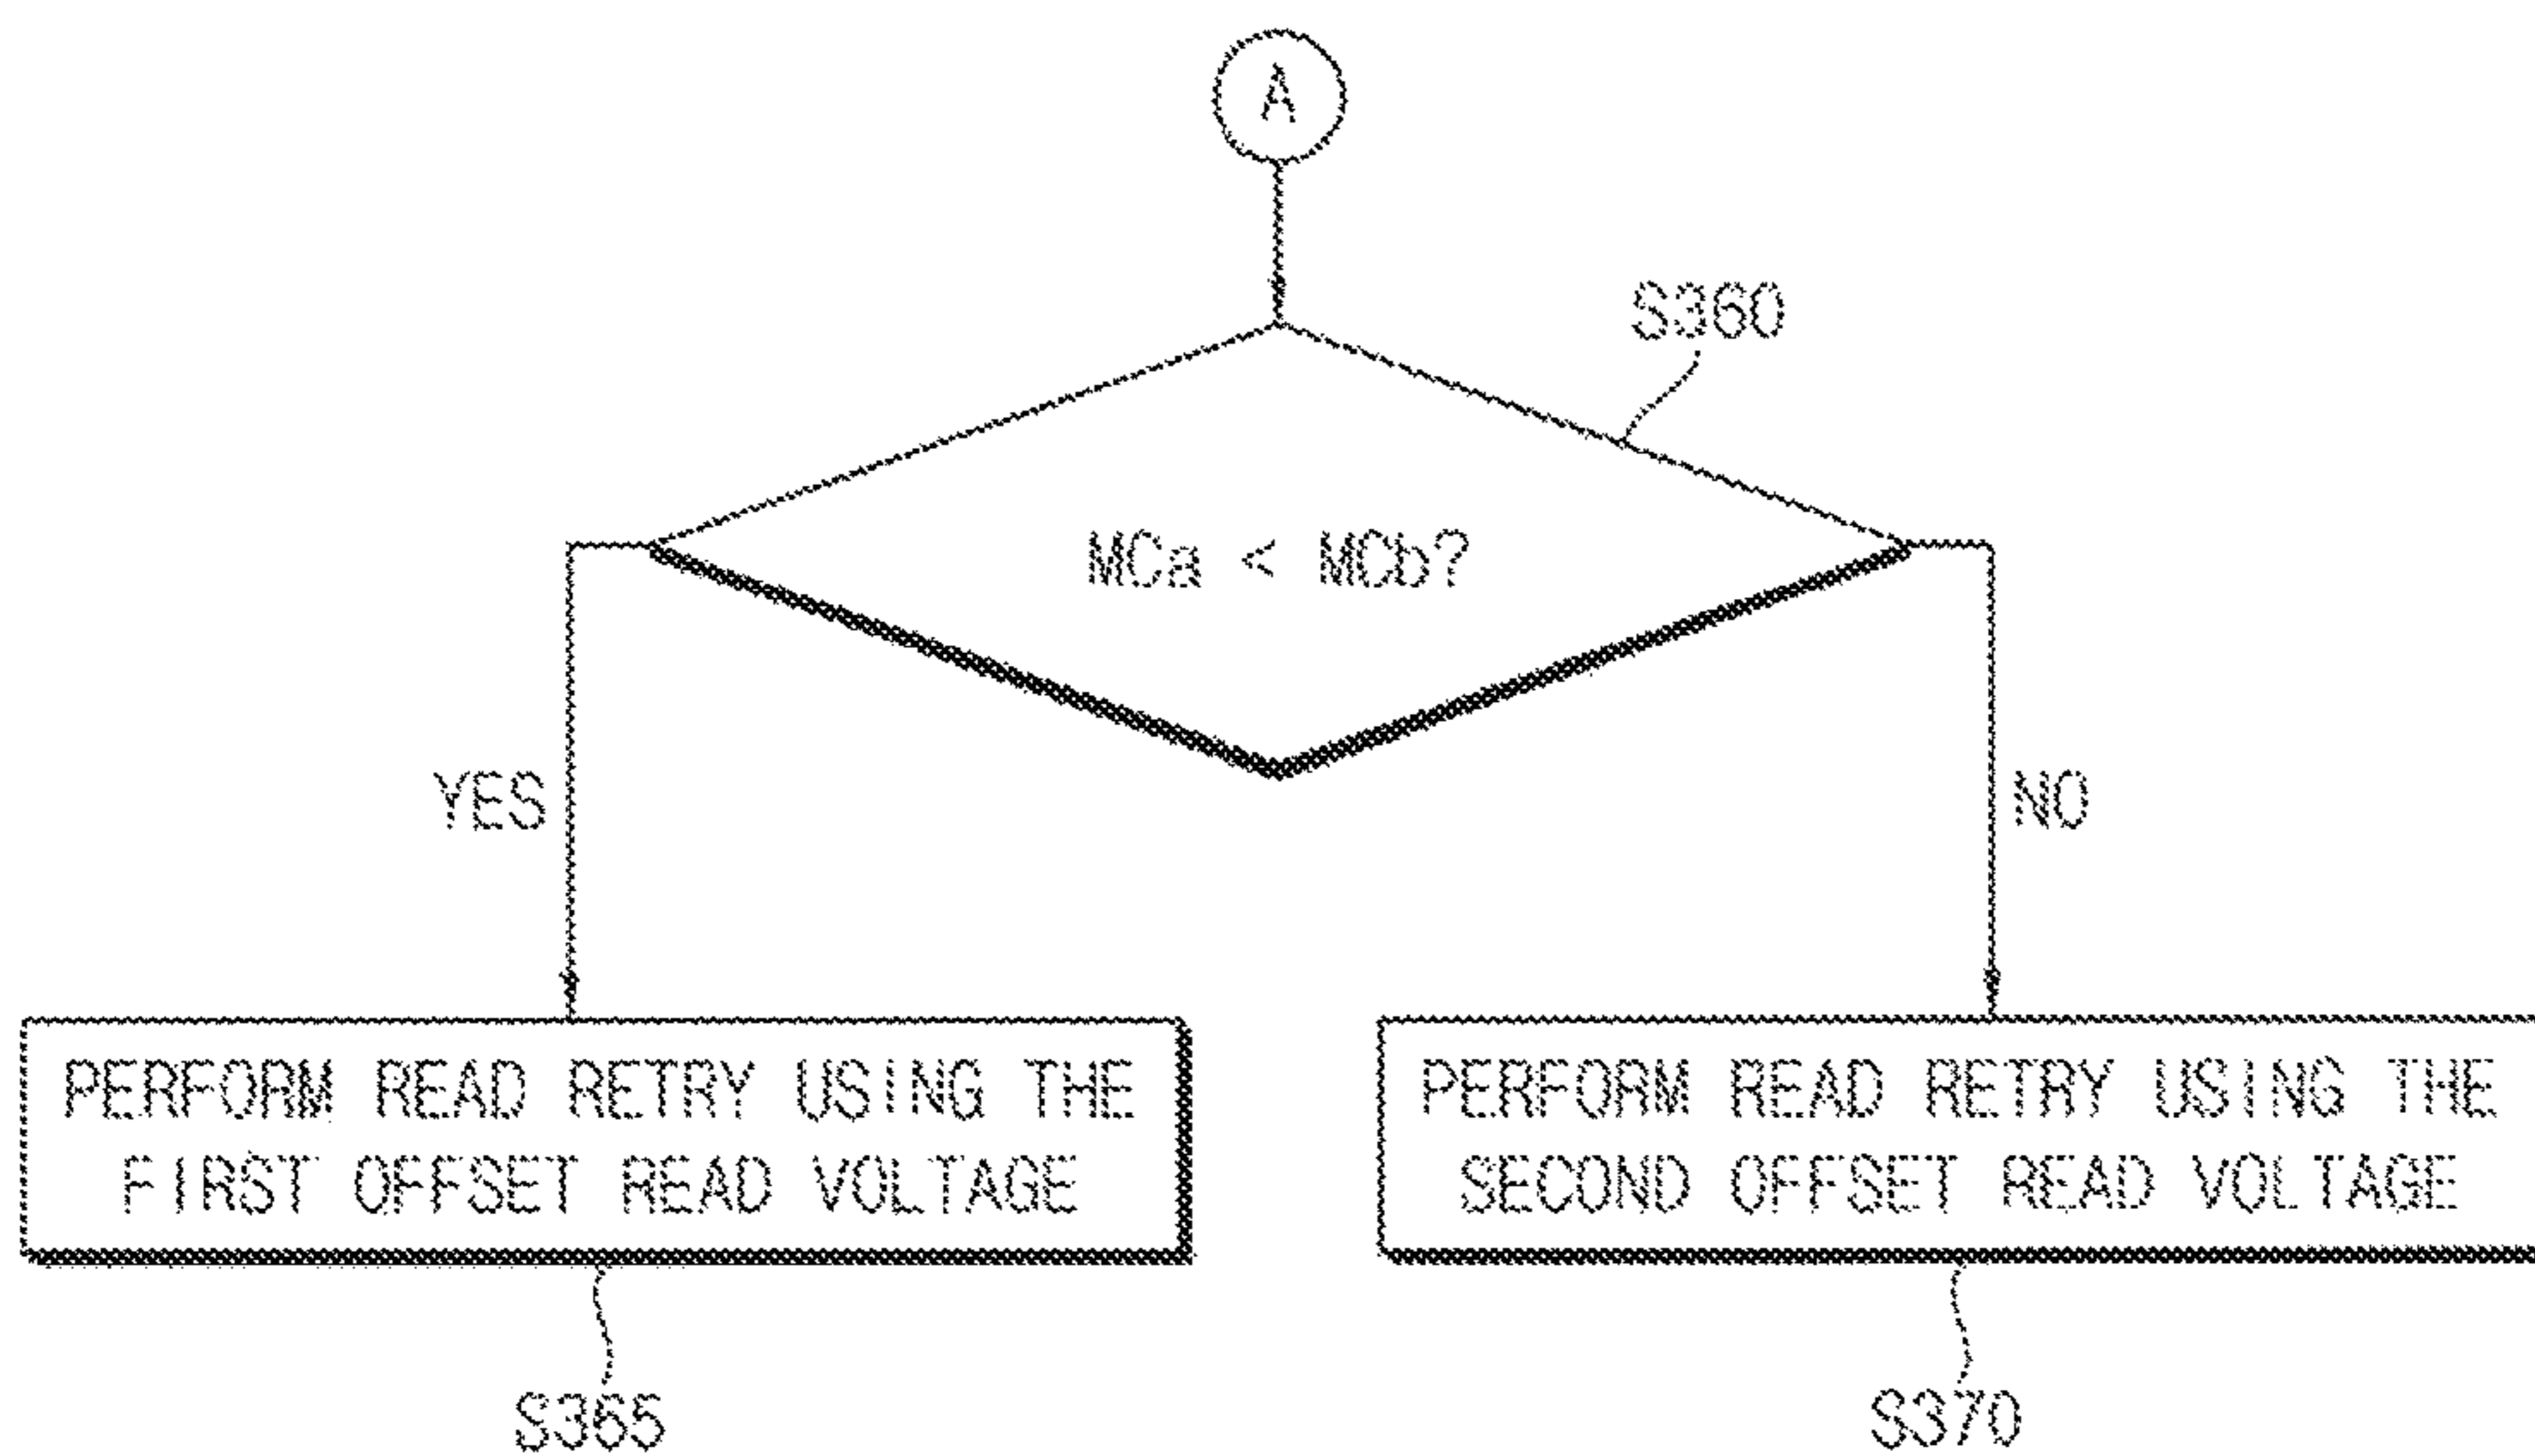 A
S360
MCa < MCb?
YES
NO
PERFORM READ RETRY USING THE
FIRST OFFSET READ VOLTAGE
PERFORM READ RETRY USING THE
SECOND OFFSET READ VOLTAGE
S365
S370